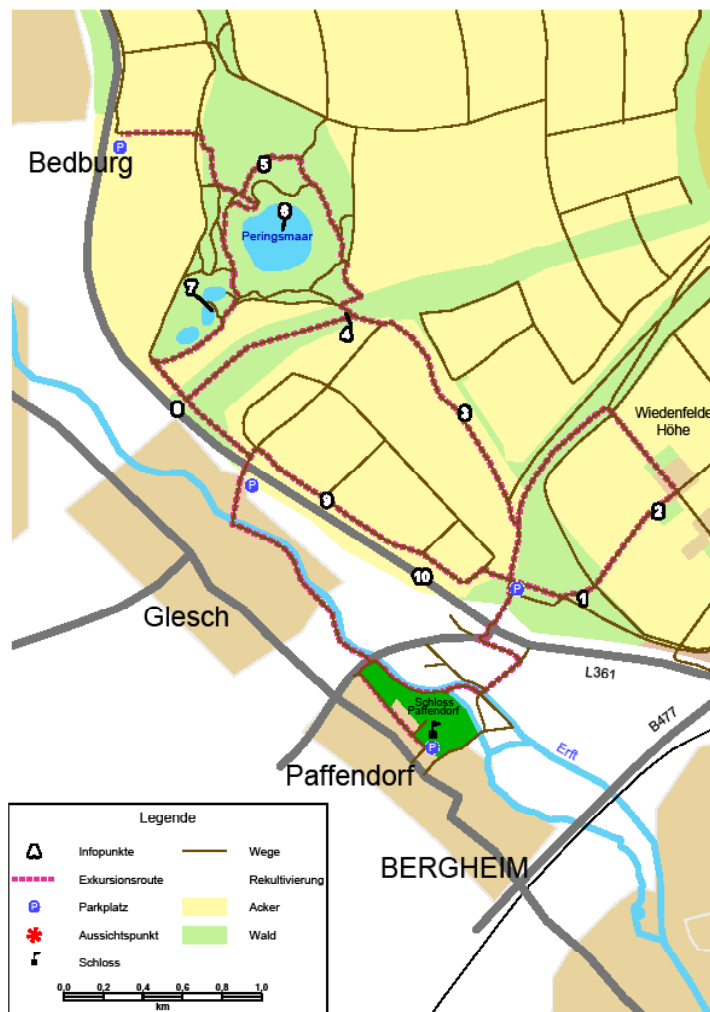 P
Bedburg
5
6
Peringsmaar
7
4
3
Wiedenfelder
Höhe
2
P
9
10
P
1
Glesch
L361
Schloss
Paffendorf
B477
P
Erft
Paffendorf
BERGHEIM
Legende
Infopunkte
Wege
Exkursionsroute
Rekultivierung
P
Parkplatz
Acker
Aussichtspunkt
Wald
Schloss
0,0 0,2 0,4 0,6 0,8 1,0
km